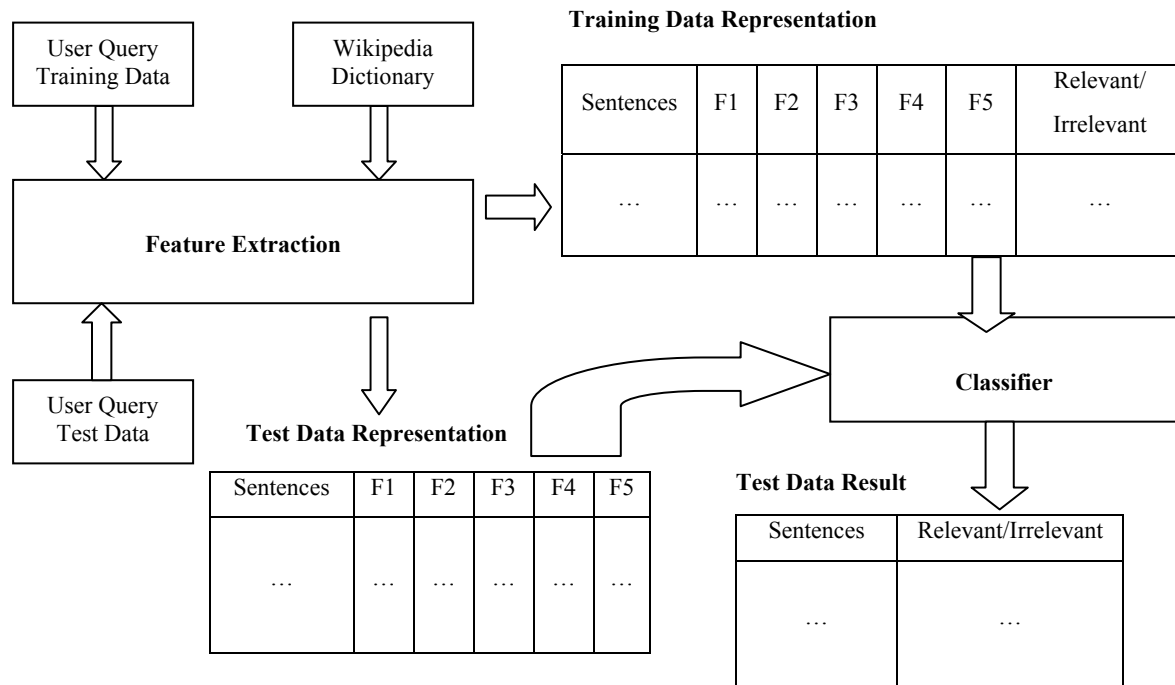 Training Data Representation
User Query
Training Data
Wikipedia
Dictionary
Sentences F1 F2 F3 F4 F5 Relevant/
Irrelevant
… … … … … … …
Feature Extraction
User Query
Test Data
Classifier
Test Data Representation
Sentences F1 F2 F3 F4 F5
… … … … … …
Test Data Result
Sentences Relevant/Irrelevant
… …